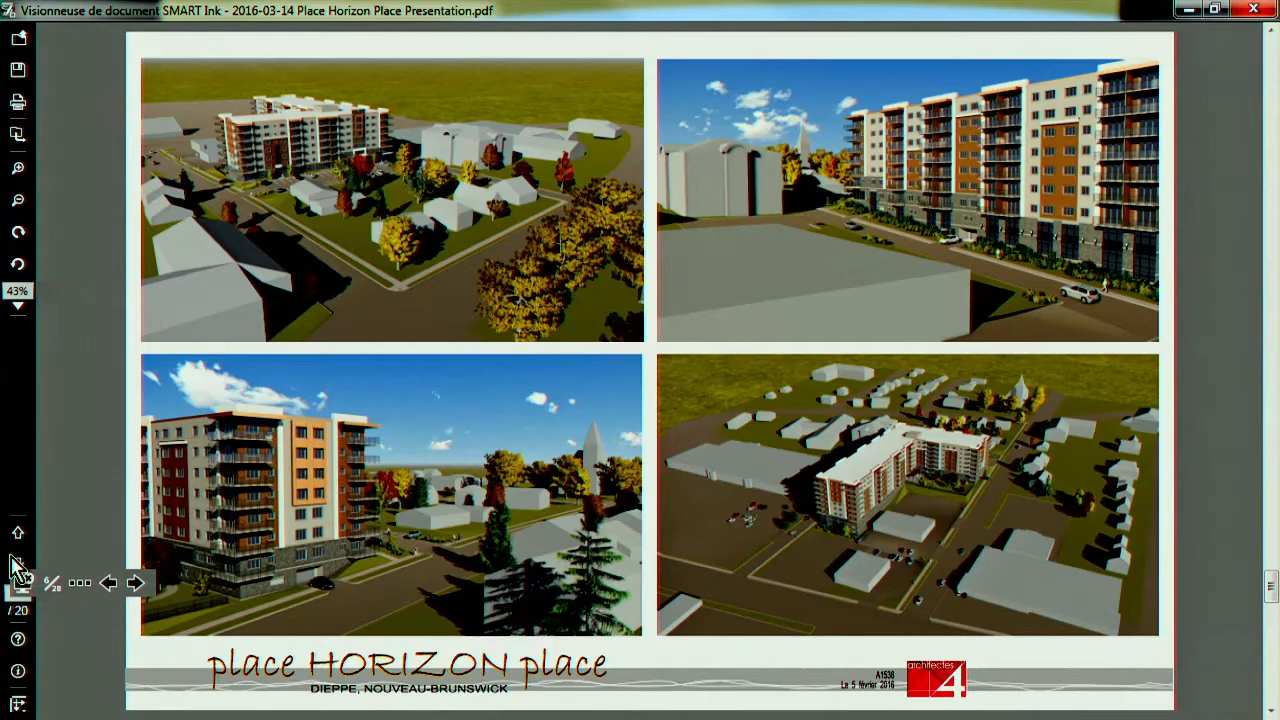 Visionneuse de document SMART Ink - 2016-03-14 Place Horizon Place Presentation.pdf
43%
/ 20
place HORIZON place
DIEPPE, NOUVEAU-BRUNSWICK
A1538
Le 5 février 2016
architectes
4